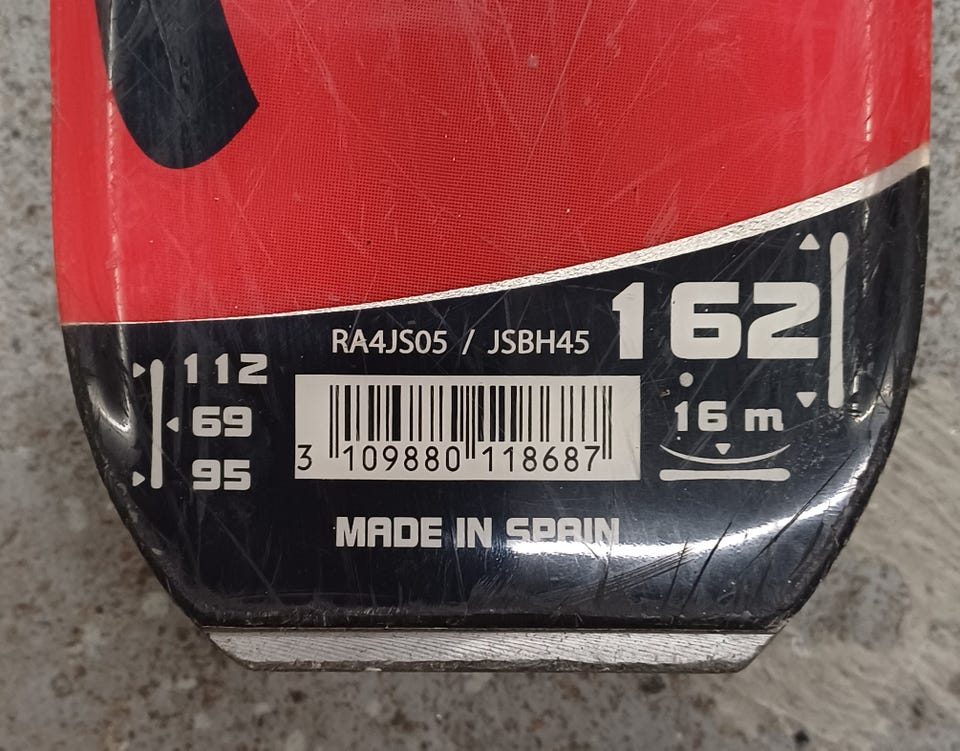 RA4JS05 / JSBH45
162
112
69
95
3 109880 118687
16 m
MADE IN SPAIN